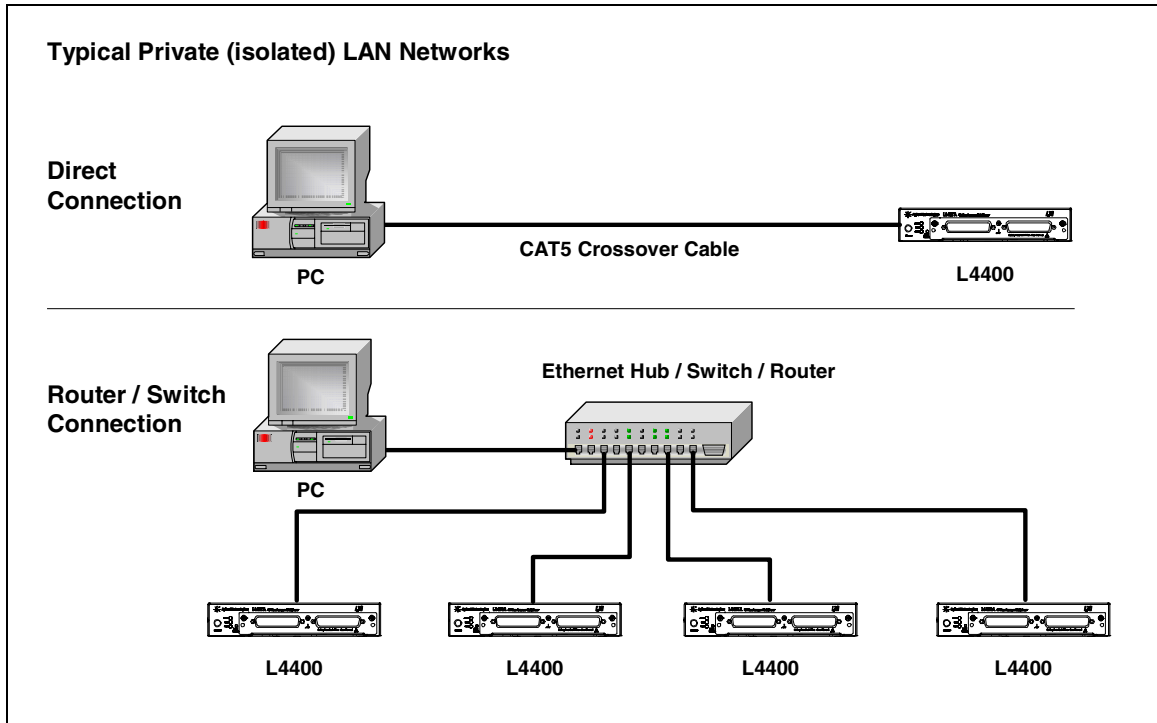 Typical Private (isolated) LAN Networks
Direct
Connection
CAT5 Crossover Cable
PC
L4400
Ethernet Hub / Switch / Router
Router / Switch
Connection
PC
L4400
L4400
L4400
L4400